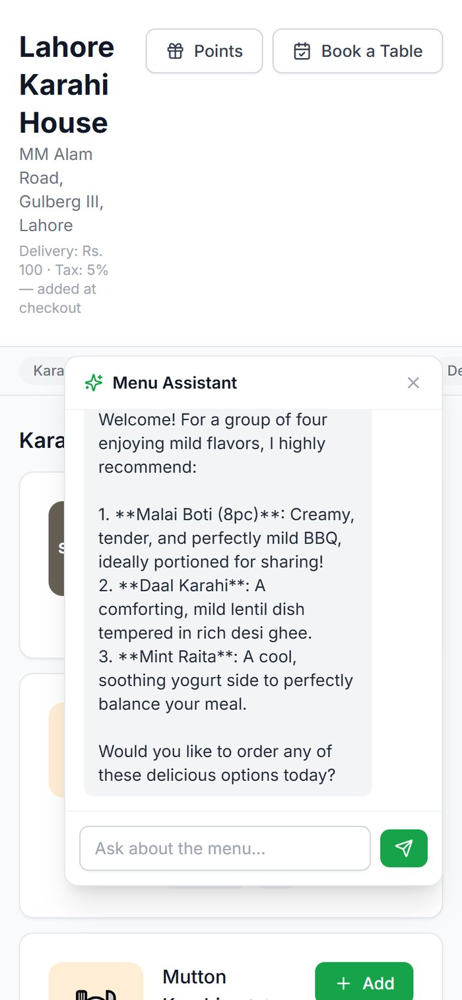 Lahore
Karahi
House
Points
Book a Table
MM Alam
Road,
Gulberg III,
Lahore
Delivery: Rs.
100 · Tax: 5%
— added at
checkout
Menu Assistant
Welcome! For a group of four
enjoying mild flavors, I highly
recommend:
1. **Malai Boti (8pc)**: Creamy,
tender, and perfectly mild BBQ,
ideally portioned for sharing!
2. **Daal Karahi**: A
comforting, mild lentil dish
tempered in rich desi ghee.
3. **Mint Raita**: A cool,
soothing yogurt side to perfectly
balance your meal.
Would you like to order any of
these delicious options today?
Ask about the menu...
Mutton
Add